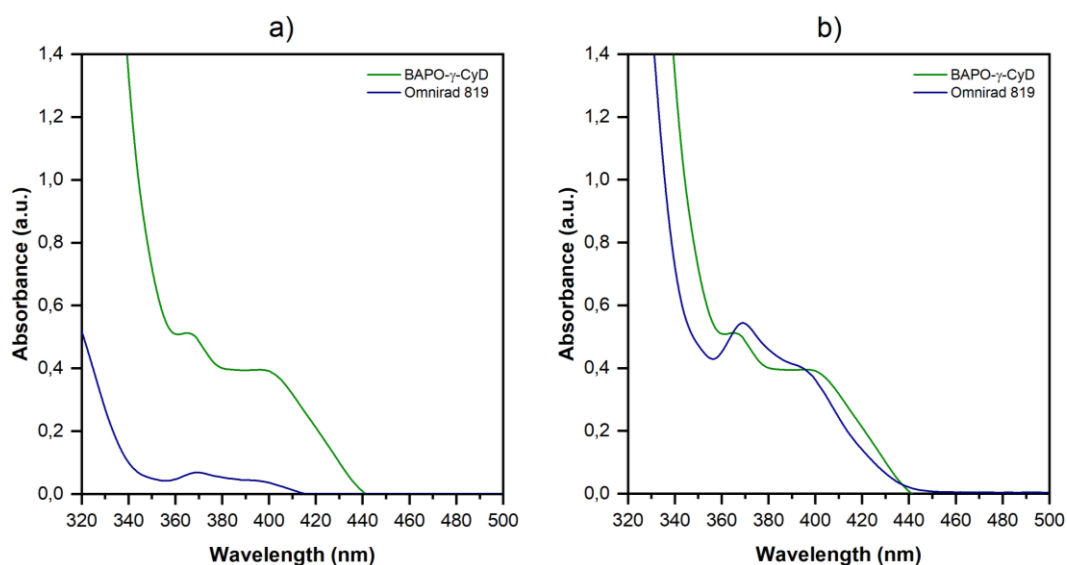 a)
1,4
1,2
1,0
0,8
0,6
0,4
0,2
0,0
Absorbance (a.u.)
BAPO-γ-CyD
Omnirad 819
320 340 360 380 400 420 440 460 480 500
Wavelength (nm)
b)
1,4
1,2
1,0
0,8
0,6
0,4
0,2
0,0
Absorbance (a.u.)
BAPO-γ-CyD
Omnirad 819
320 340 360 380 400 420 440 460 480 500
Wavelength (nm)